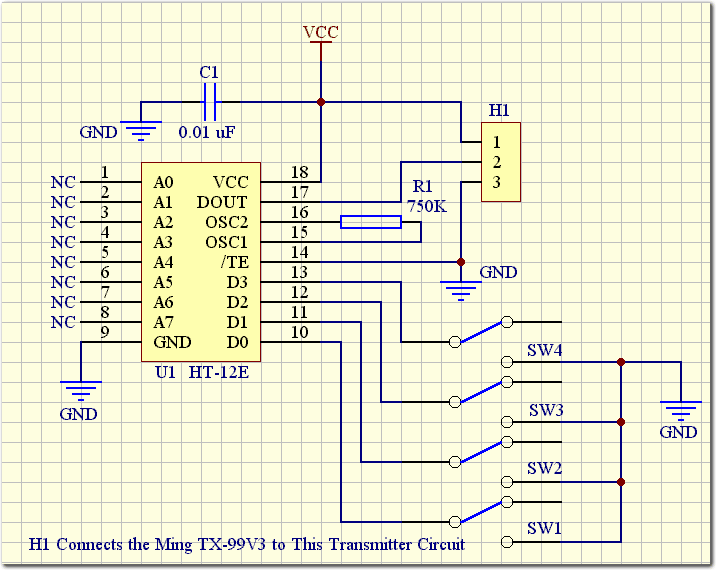 VCC
C1
GND
0.01 uF
H1
1
2
3
R1
750K
NC 1 A0 VCC 18
NC 2 A1 DOUT 17
NC 3 A2 OSC2 16
NC 4 A3 OSC1 15
NC 5 A4 /TE 14
NC 6 A5 D3 13
NC 7 A6 D2 12
NC 8 A7 D1 11
9 GND D0 10
U1 HT-12E
GND
GND
SW4
SW3
SW2
SW1
GND
H1 Connects the Ming TX-99V3 to This Transmitter Circuit